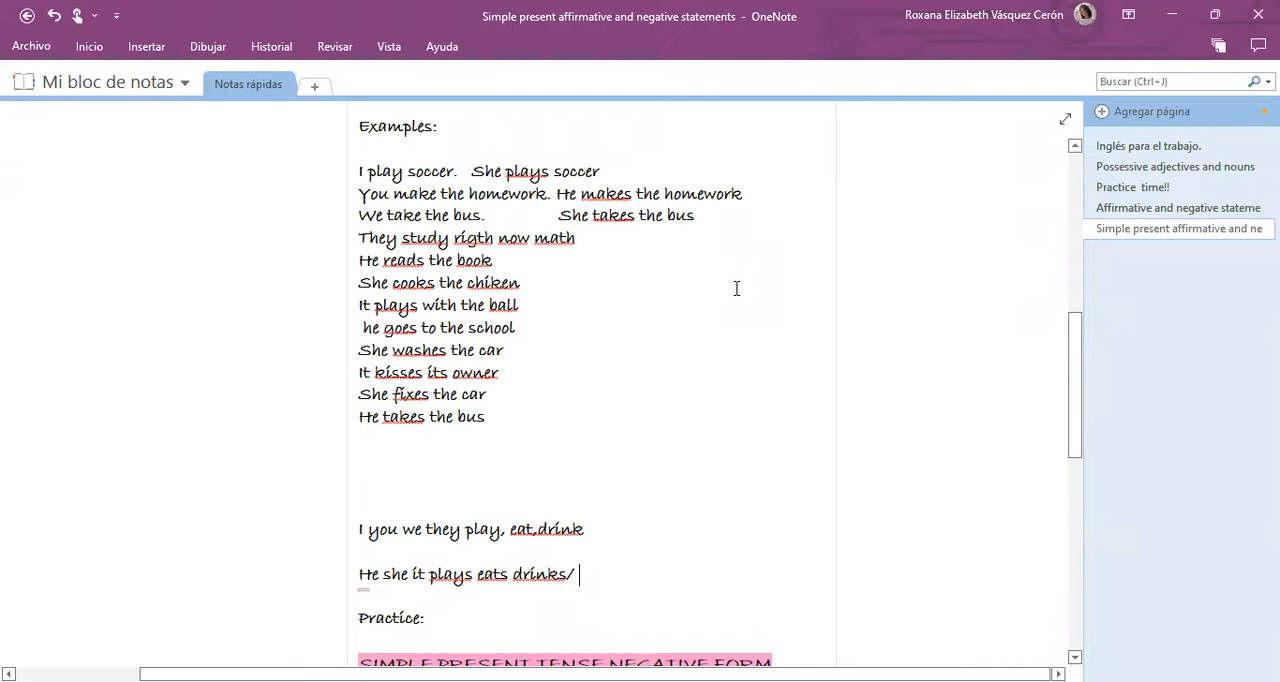 Simple present affirmative and negative statements - OneNote
Roxana Elizabeth Vásquez Cerón
Archivo Inicio Insertar Dibujar Historial Revisar Vista Ayuda
Mi bloc de notas Notas rápidas + Buscar (Ctrl+J)
Agregar página
Inglés para el trabajo.
Possessive adjectives and nouns
Practice time!!
Affirmative and negative stateme
Simple present affirmative and ne
Examples:
I play soccer. She plays soccer
You make the homework. He makes the homework
We take the bus. She takes the bus
They study rigth now math
He reads the book
She cooks the chiken
It plays with the ball
he goes to the school
She washes the car
It kisses its owner
She fixes the car
He takes the bus
I you we they play, eat,drink
He she it plays eats drinks/
Practice:
SIMPLE PRESENT TENSE NEGATIVE FORM